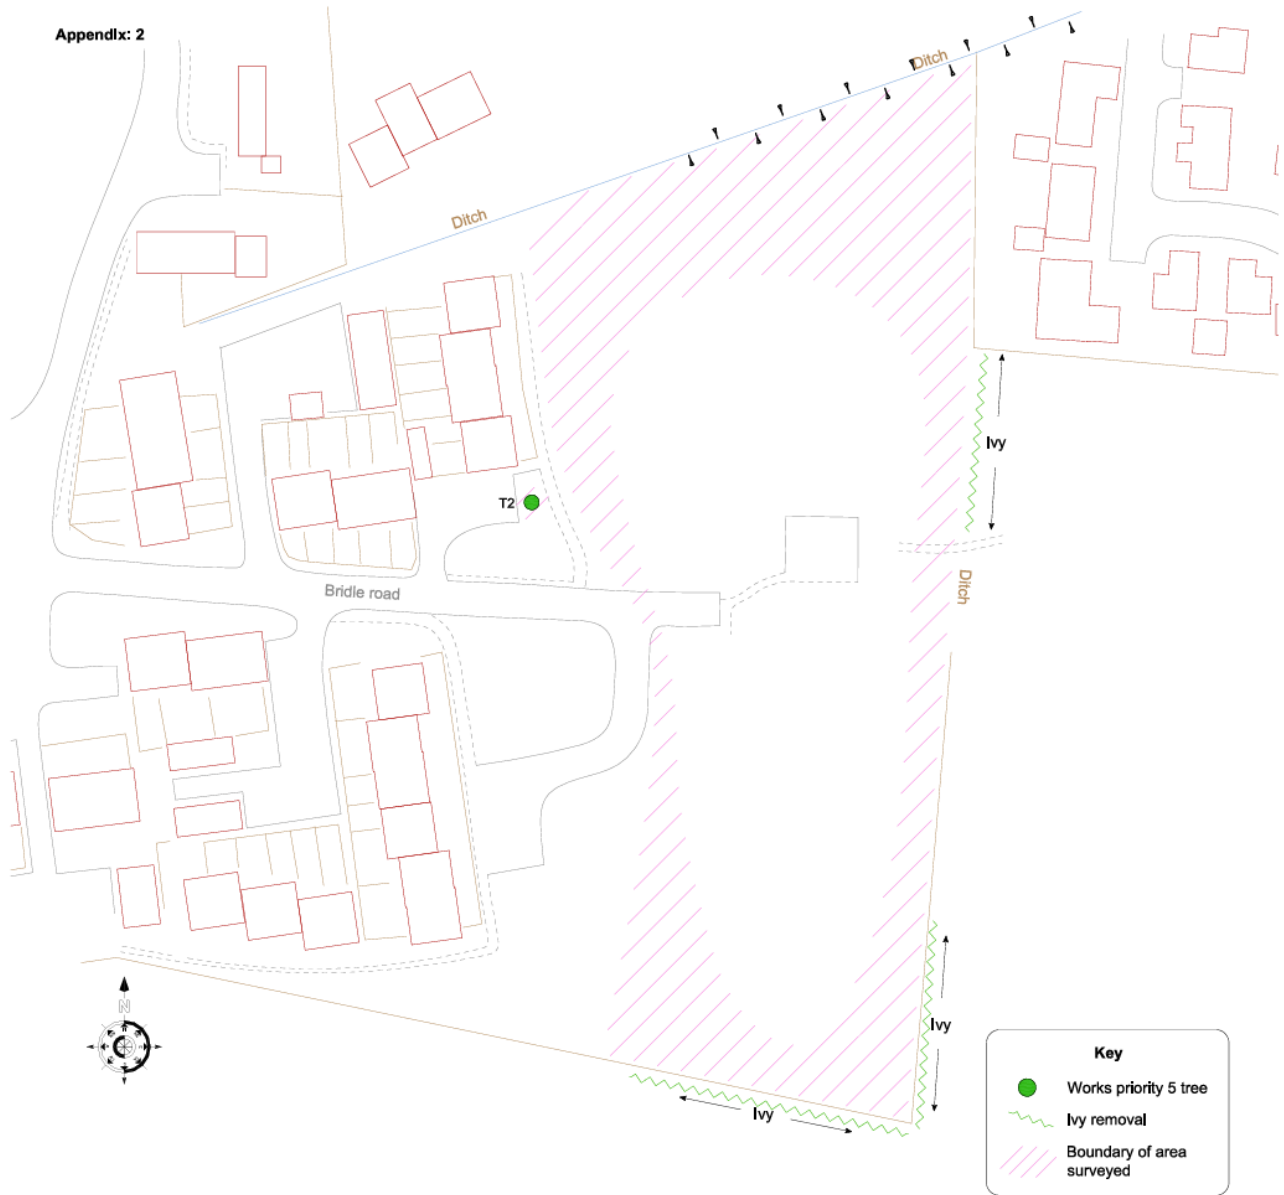 Appendix: 2
Ditch
Ditch
Ivy
T2
Ditch
Bridle road
N
Ivy
Ivy
Key
Works priority 5 tree
Ivy removal
Boundary of area
surveyed